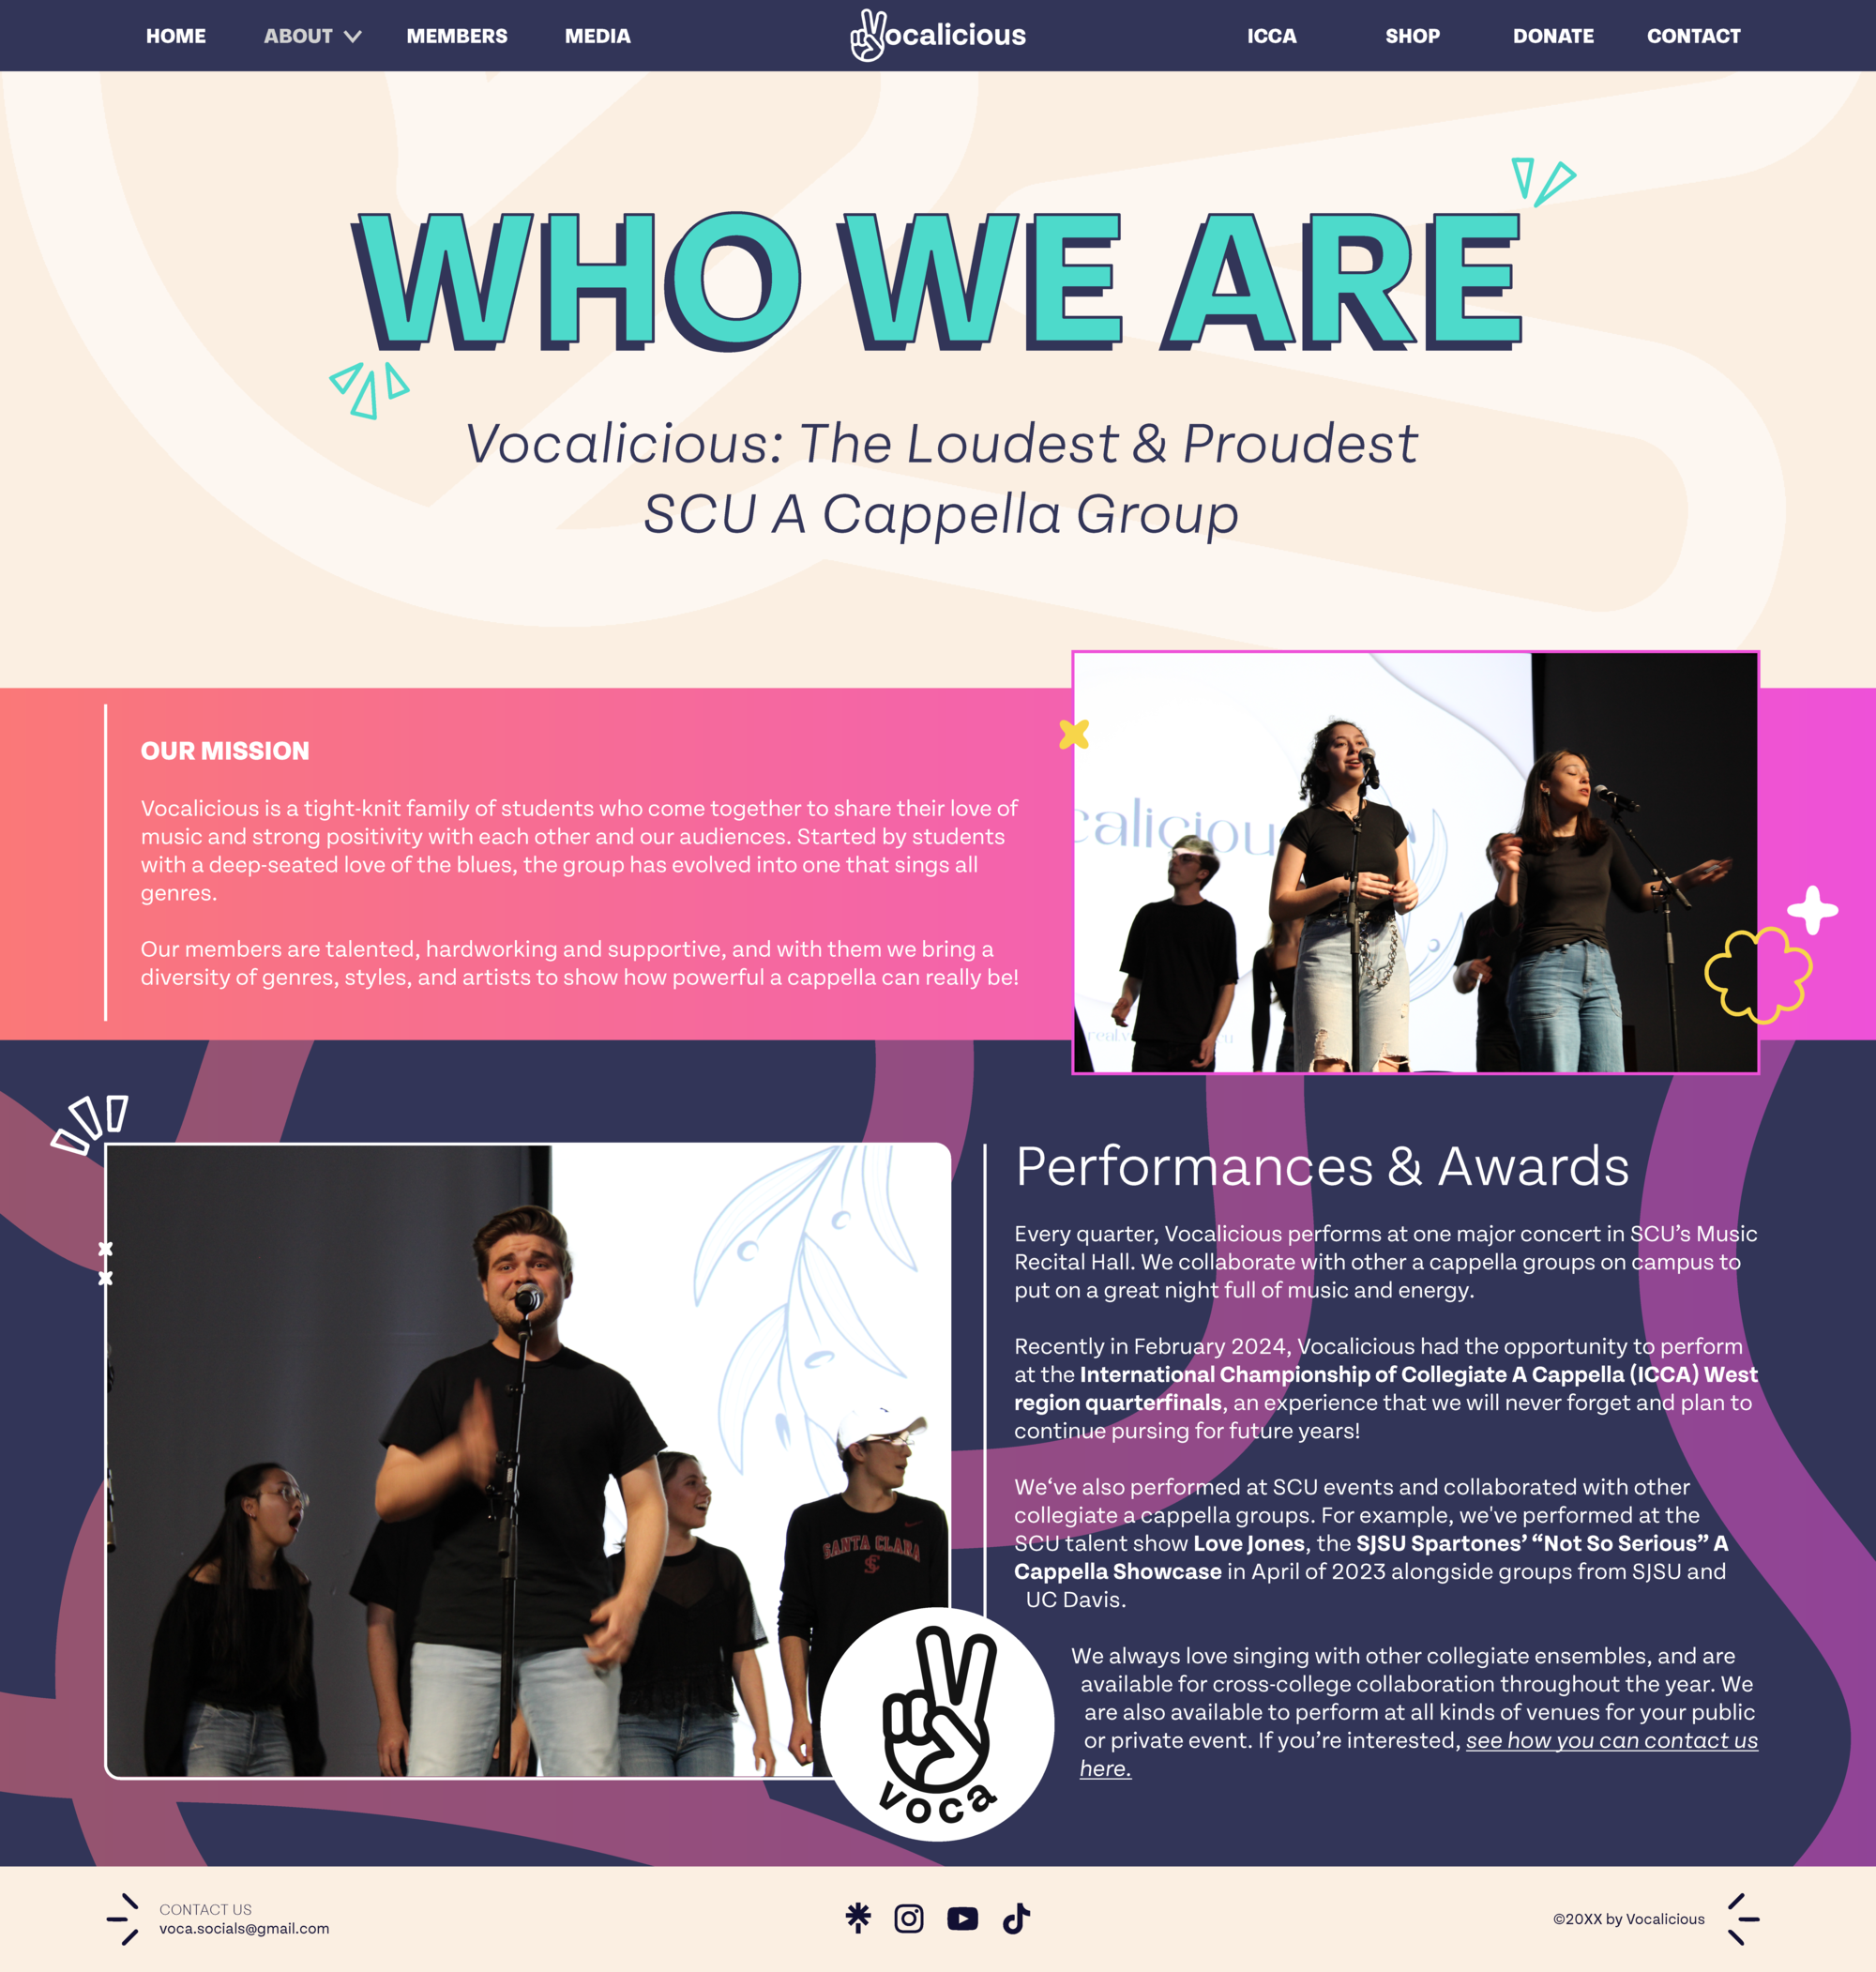 HOME ABOUT MEMBERS MEDIA ocalicious ICCA SHOP DONATE CONTACT
WHO WE ARE
Vocalicious: The Loudest & Proudest
SCU A Cappella Group
OUR MISSION
Vocalicious is a tight-knit family of students who come together to share their love of
music and strong positivity with each other and our audiences. Started by students
with a deep-seated love of the blues, the group has evolved into one that sings all
genres.
Our members are talented, hardworking and supportive, and with them we bring a
diversity of genres, styles, and artists to show how powerful a cappella can really be!
caliciou
Performances & Awards
Every quarter, Vocalicious performs at one major concert in SCU’s Music
Recital Hall. We collaborate with other a cappella groups on campus to
put on a great night full of music and energy.
Recently in February 2024, Vocalicious had the opportunity to perform
at the International Championship of Collegiate A Cappella (ICCA) West
region quarterfinals, an experience that we will never forget and plan to
continue pursing for future years!
We‘ve also performed at SCU events and collaborated with other
collegiate a cappella groups. For example, we've performed at the
SCU talent show Love Jones, the SJSU Spartones’ “Not So Serious” A
Cappella Showcase in April of 2023 alongside groups from SJSU and
UC Davis.
We always love singing with other collegiate ensembles, and are
available for cross-college collaboration throughout the year. We
are also available to perform at all kinds of venues for your public
or private event. If you’re interested, see how you can contact us
here.
SANTA CLARA
SC
voca
CONTACT US
voca.socials@gmail.com
©20XX by Vocalicious